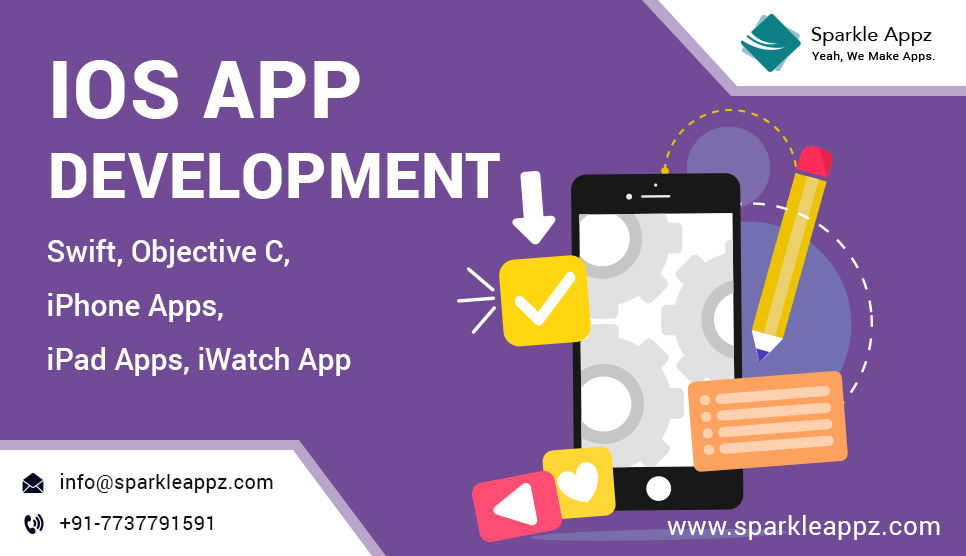 Sparkle Appz
Yeah, We Make Apps.
IOS APP
DEVELOPMENT
Swift, Objective C,
iPhone Apps,
iPad Apps, iWatch App
info@sparkleappz.com
+91-7737791591
www.sparkleappz.com